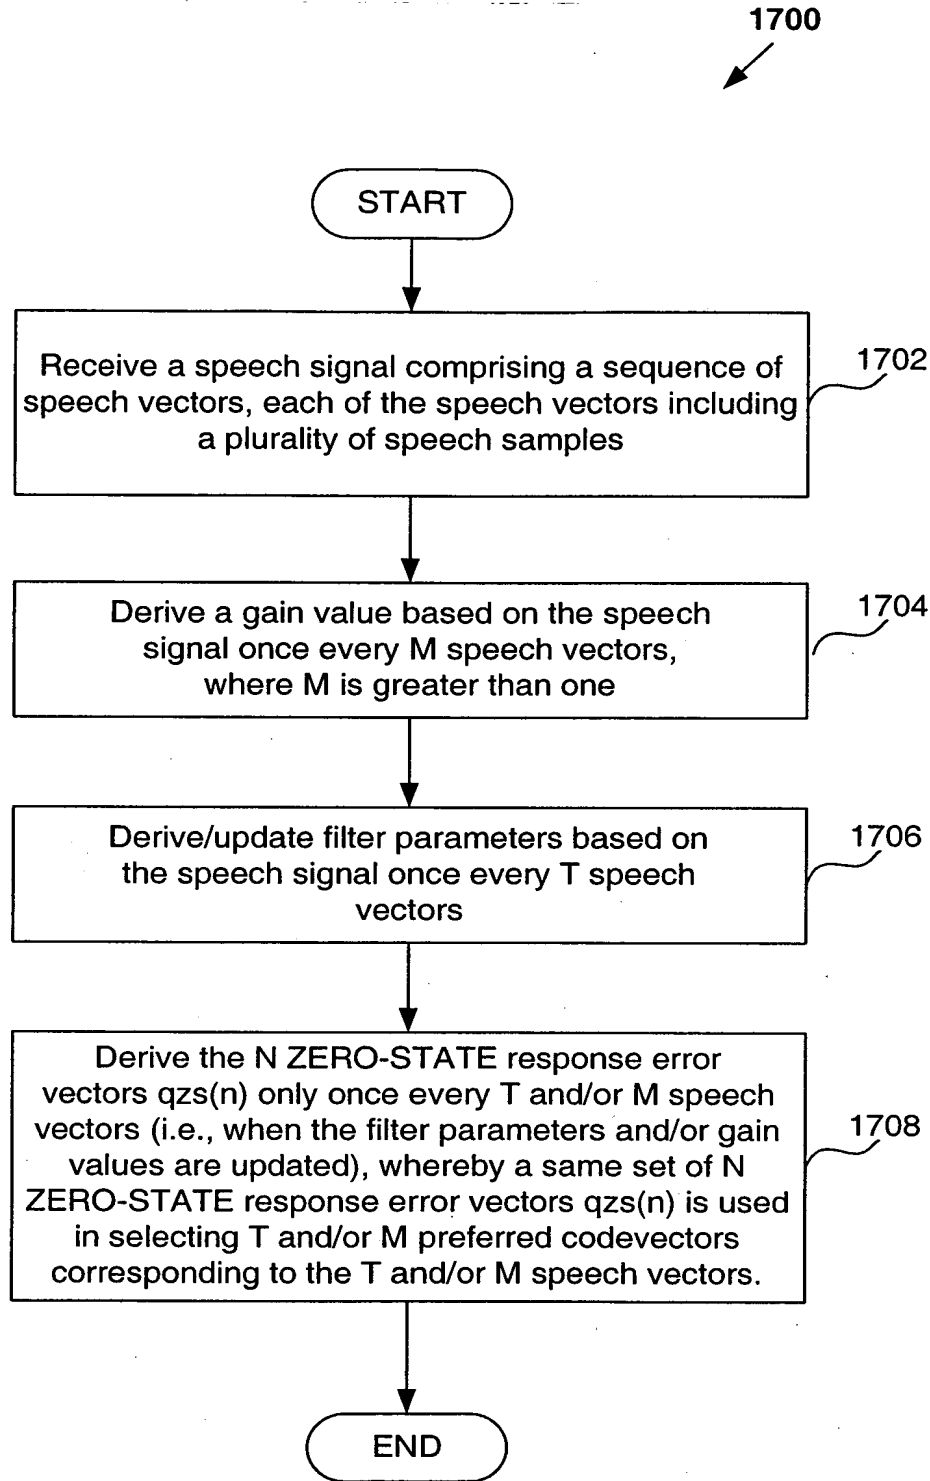 1700
START
Receive a speech signal comprising a sequence of
speech vectors, each of the speech vectors including
a plurality of speech samples
1702
Derive a gain value based on the speech
signal once every M speech vectors,
where M is greater than one
1704
Derive/update filter parameters based on
the speech signal once every T speech
vectors
1706
Derive the N ZERO-STATE response error
vectors qzs(n) only once every T and/or M speech
vectors (i.e., when the filter parameters and/or gain
values are updated), whereby a same set of N
ZERO-STATE response error vectors qzs(n) is used
in selecting T and/or M preferred codevectors
corresponding to the T and/or M speech vectors.
1708
END